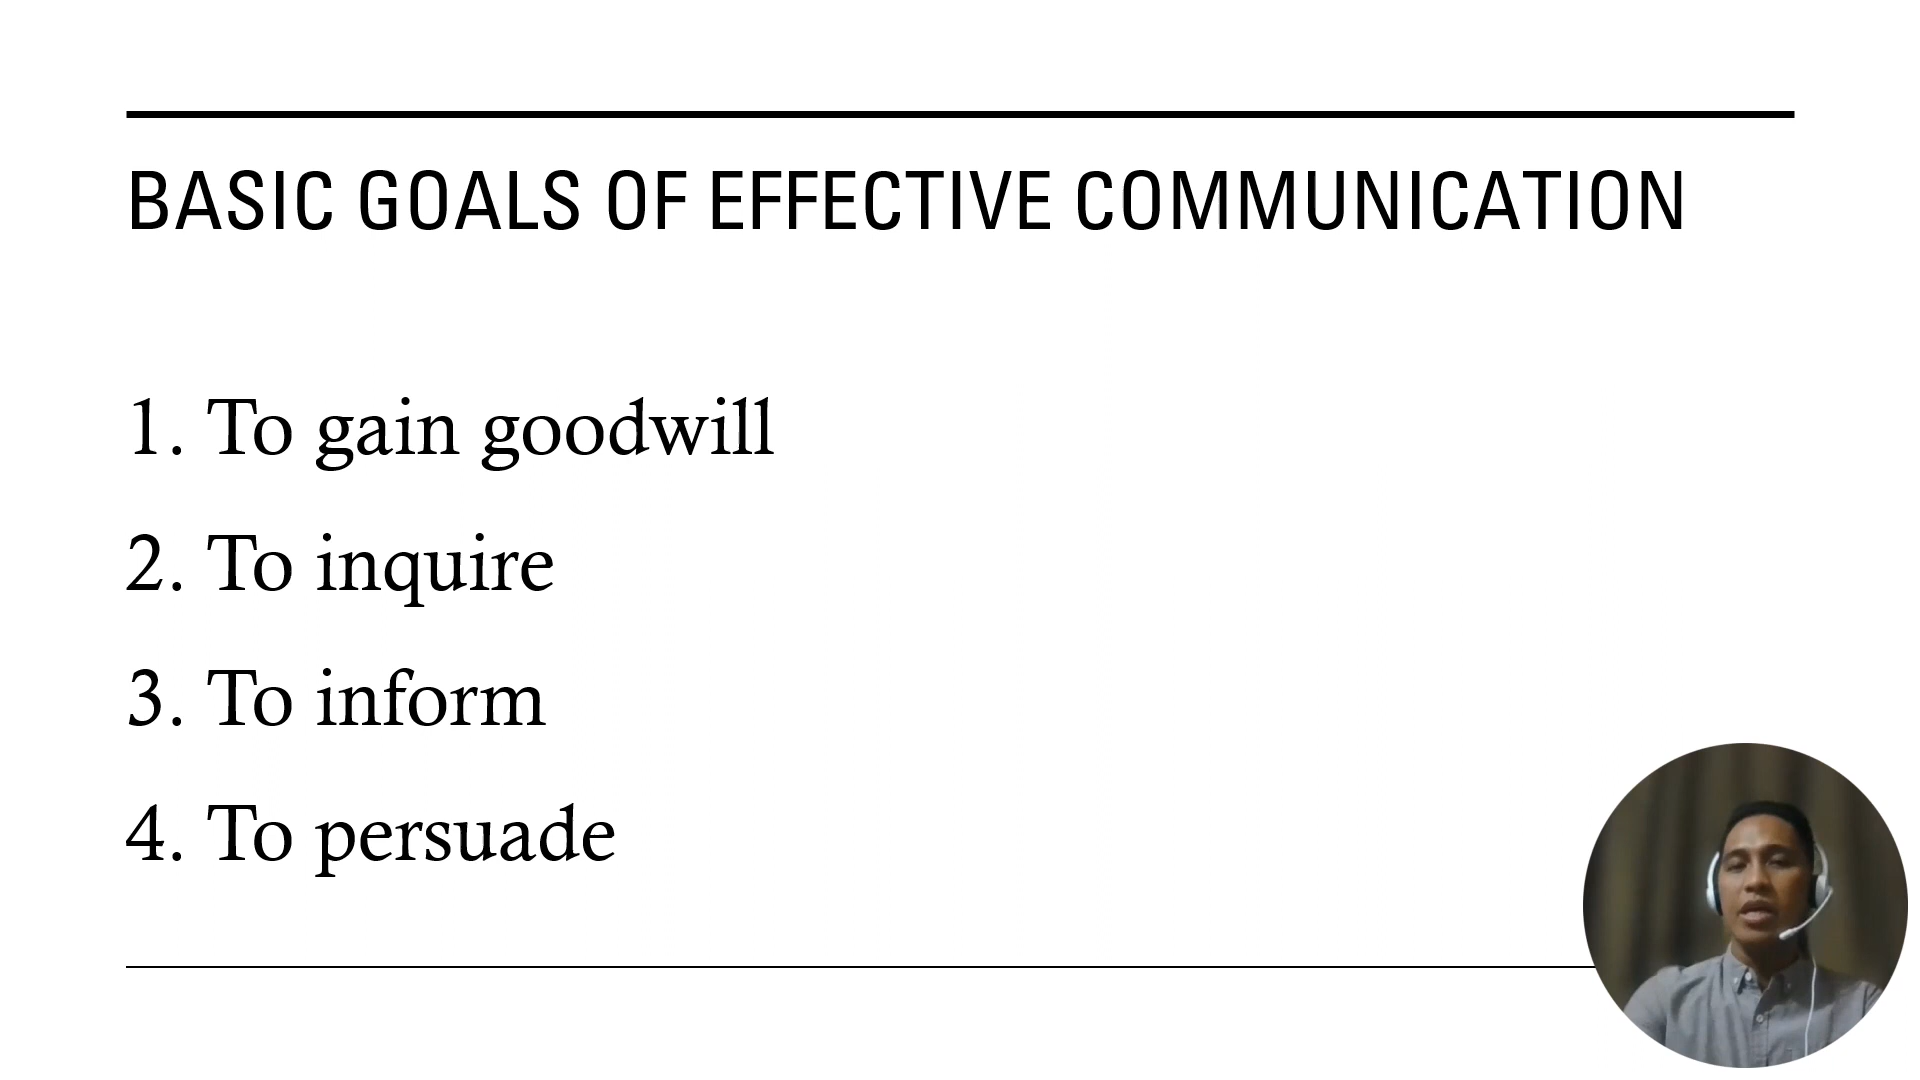 BASIC GOALS OF EFFECTIVE COMMUNICATION
1. To gain goodwill
2. To inquire
3. To inform
4. To persuade